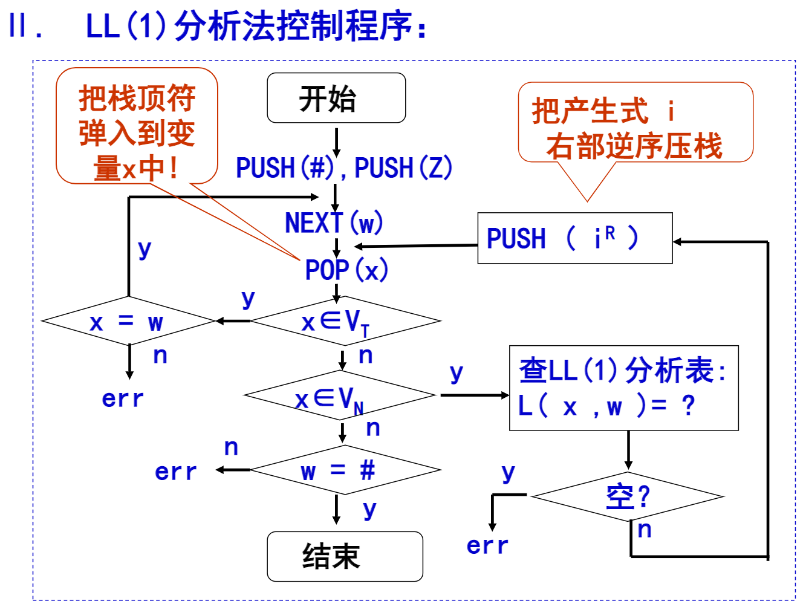 Ⅱ. LL(1)分析法控制程序:
把栈顶符
弹入到变
量x中!
开始
把产生式 i
右部逆序压栈
PUSH(#),PUSH(Z)
NEXT(w)
PUSH ( iᴿ )
y
POP(x)
y
x = w
x∈V_T
n
n
err
y
查LL(1)分析表:
L( x ,w )= ?
x∈V_N
n
n
err
w = #
y
空?
y
n
err
结束